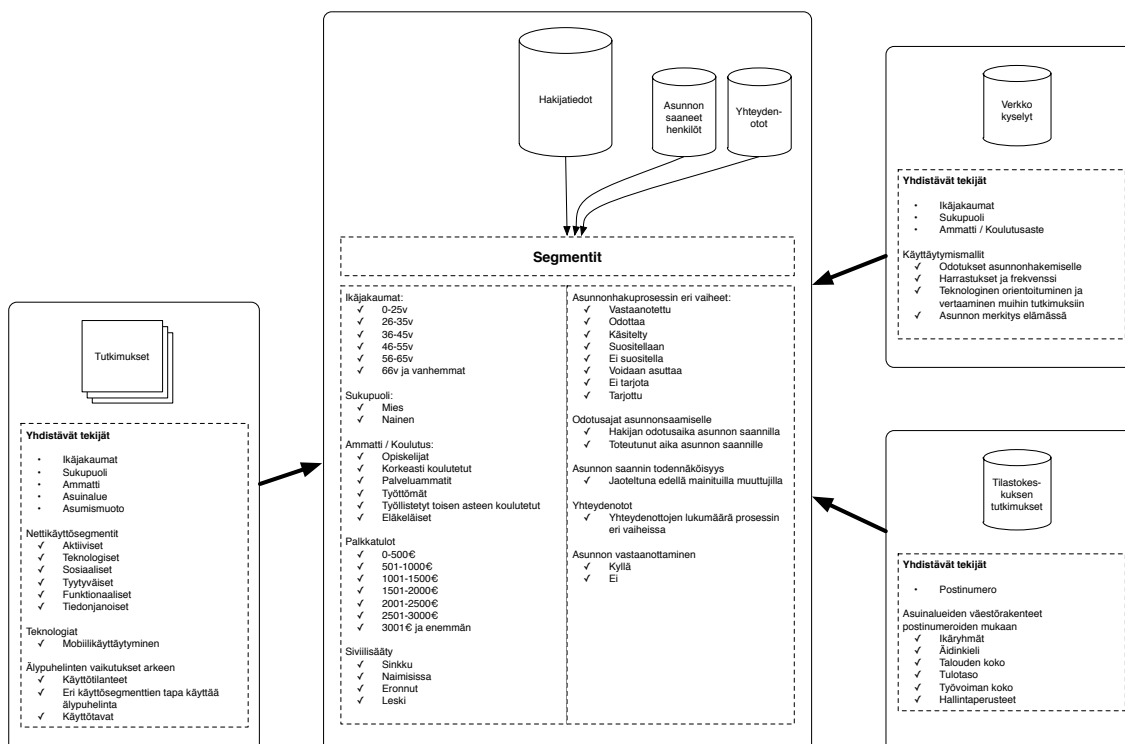 Tutkimukset
Yhdistävät tekijät
• Ikäjakaumat
• Sukupuoli
• Ammatti
• Asuinalue
• Asumismuoto
Nettikäyttösegmentit
✓ Aktiiviset
✓ Teknologiset
✓ Sosiaaliset
✓ Tyytyväiset
✓ Funktionaaliset
✓ Tiedonjanoiset
Teknologiat
✓ Mobiilikäyttäytyminen
Älypuhelinten vaikutukset arkeen
✓ Käyttötilanteet
✓ Eri käyttösegmenttien tapa käyttää
älypuhelinta
✓ Käyttötavat
Hakijatiedot
Asunnon
saaneet
henkilöt
Yhteyden-
otot
Segmentit
Ikäjakaumat:
✓ 0-25v
✓ 26-35v
✓ 36-45v
✓ 46-55v
✓ 56-65v
✓ 66v ja vanhemmat
Sukupuoli:
✓ Mies
✓ Nainen
Ammatti / Koulutus:
✓ Opiskelijat
✓ Korkeasti koulutetut
✓ Palveluammatit
✓ Työttömät
✓ Työllistetyt toisen asteen koulutetut
✓ Eläkeläiset
Palkkatulot
✓ 0-500€
✓ 501-1000€
✓ 1001-1500€
✓ 1501-2000€
✓ 2001-2500€
✓ 2501-3000€
✓ 3001€ ja enemmän
Siviilisääty
✓ Sinkku
✓ Naimisissa
✓ Eronnut
✓ Leski
Asunnonhakuprosessin eri vaiheet:
✓ Vastaanotettu
✓ Odottaa
✓ Käsitelty
✓ Suositellaan
✓ Ei suositella
✓ Voidaan asuttaa
✓ Ei tarjota
✓ Tarjottu
Odotusajat asunnonsaamiselle
✓ Hakijan odotusaika asunnon saannilla
✓ Toteutunut aika asunnon saannille
Asunnon saannin todennäköisyys
✓ Jaoteltuna edellä mainituilla muuttujilla
Yhteydenotot
✓ Yhteydenottojen lukumäärä prosessin
eri vaiheissa
Asunnon vastaanottaminen
✓ Kyllä
✓ Ei
Verkko
kyselyt
Yhdistävät tekijät
• Ikäjakaumat
• Sukupuoli
• Ammatti / Koulutusaste
Käyttäytymismallit
✓ Odotukset asunnonhakemiselle
✓ Harrastukset ja frekvenssi
✓ Teknologinen orientoituminen ja
vertaaminen muihin tutkimuksiin
✓ Asunnon merkitys elämässä
Tilastokes-
kuksen
tutkimukset
Yhdistävät tekijät
• Postinumero
Asuinalueiden väestörakenteet
postinumeroiden mukaan
✓ Ikäryhmät
✓ Äidinkieli
✓ Talouden koko
✓ Tulotaso
✓ Työvoiman koko
✓ Hallintaperusteet